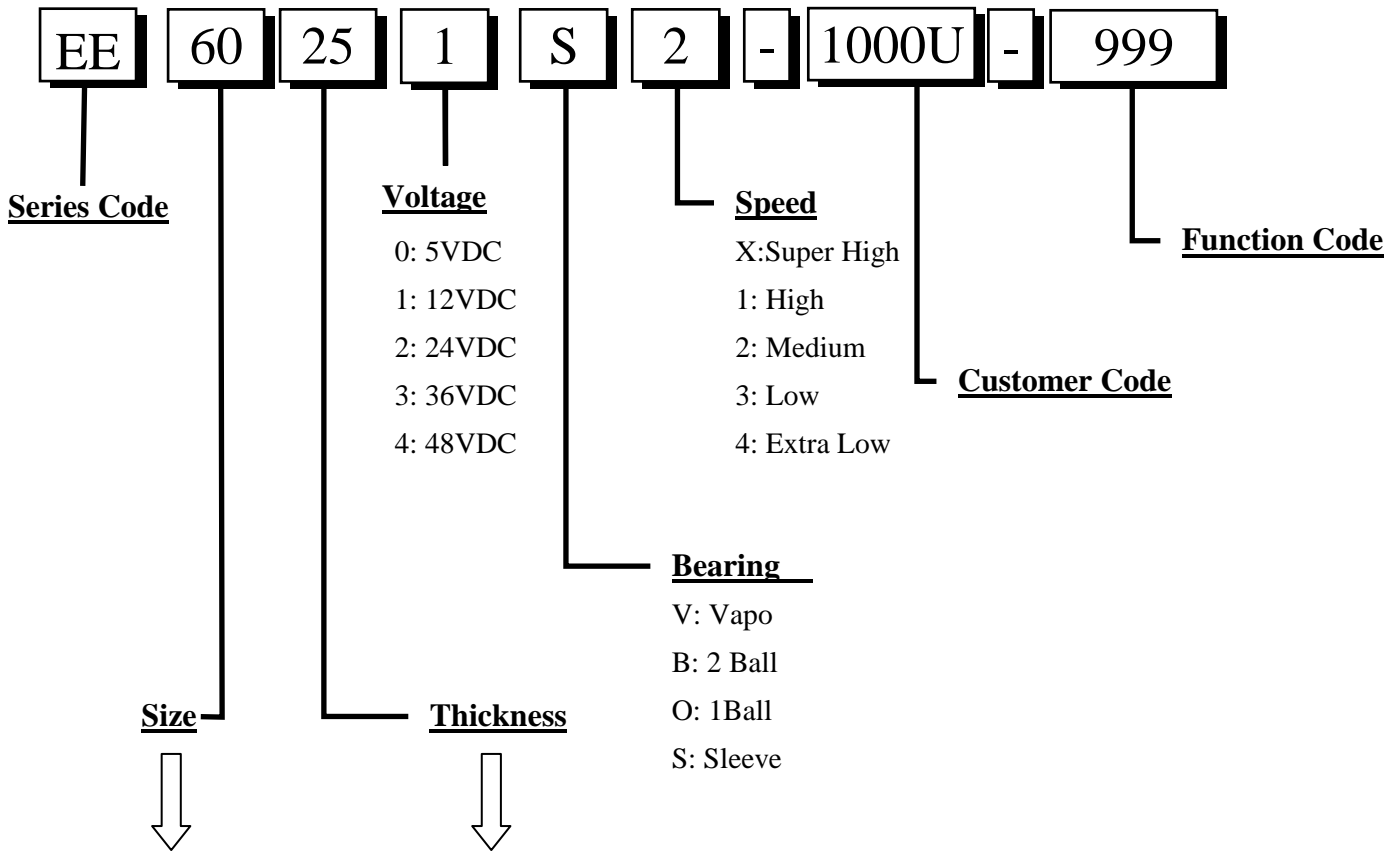 EE 60 25 1 S 2 - 1000U - 999
Series Code
Voltage
0: 5VDC
1: 12VDC
2: 24VDC
3: 36VDC
4: 48VDC
Speed
X:Super High
1: High
2: Medium
3: Low
4: Extra Low
Function Code
Customer Code
Bearing
V: Vapo
B: 2 Ball
O: 1Ball
S: Sleeve
Size
Thickness